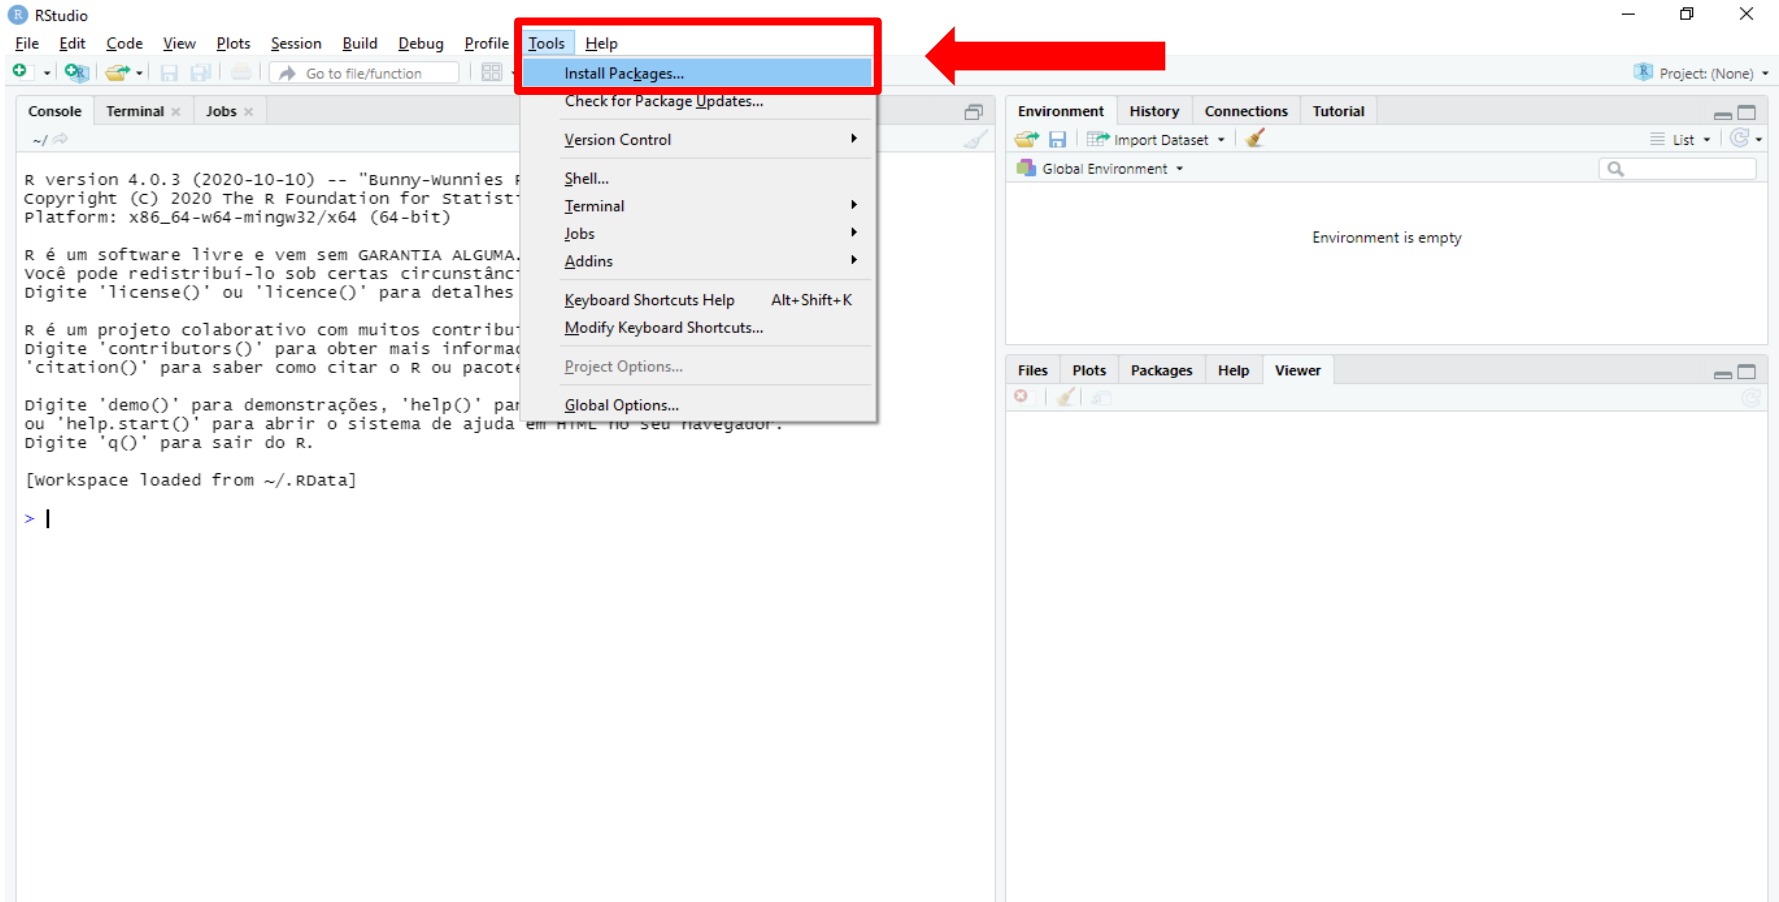 RStudio
File Edit Code View Plots Session Build Debug Profile Tools Help
Go to file/function
Project: (None)
Install Packages...
Check for Package Updates...
Version Control
Shell...
Terminal
Jobs
Addins
Keyboard Shortcuts Help Alt+Shift+K
Modify Keyboard Shortcuts...
Project Options...
Global Options...
Console Terminal Jobs
~/
R version 4.0.3 (2020-10-10) -- "Bunny-Wunnies F
Copyright (C) 2020 The R Foundation for Statist
Platform: x86_64-w64-mingw32/x64 (64-bit)
R é um software livre e vem sem GARANTIA ALGUMA.
Você pode redistribuí-lo sob certas circunstânc
Digite 'license()' ou 'licence()' para detalhes
R é um projeto colaborativo com muitos contribu
Digite 'contributors()' para obter mais informaç
'citation()' para saber como citar o R ou pacote
Digite 'demo()' para demonstrações, 'help()' par
ou 'help.start()' para abrir o sistema de ajuda em HTML no seu navegador.
Digite 'q()' para sair do R.
[Workspace loaded from ~/.RData]
>
Environment History Connections Tutorial
Import Dataset List
Global Environment
Environment is empty
Files Plots Packages Help Viewer